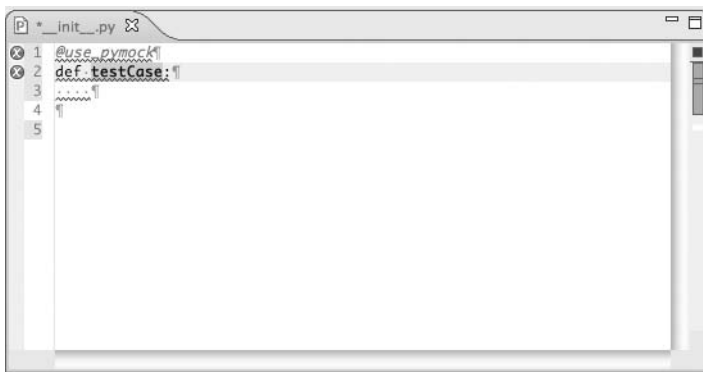 *__init__.py
1 @use_pymock¶
2 def·testCase:¶
3 ····¶
4 ¶
5